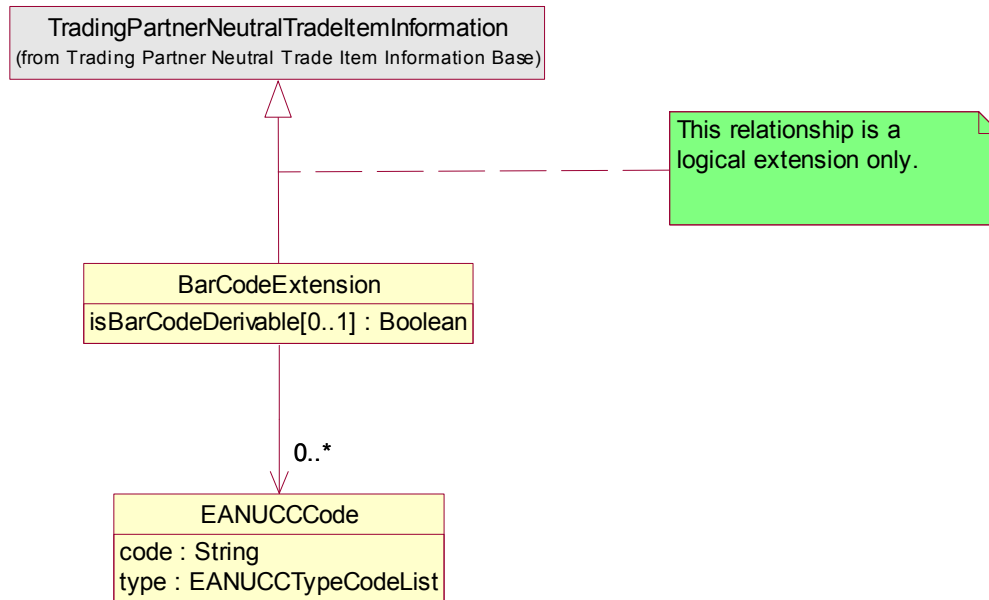 TradingPartnerNeutralTradeItemInformation
(from Trading Partner Neutral Trade Item Information Base)
This relationship is a
logical extension only.
BarCodeExtension
isBarCodeDerivable[0..1] : Boolean
0..*
EANUCCCode
code : String
type : EANUCCTypeCodeList